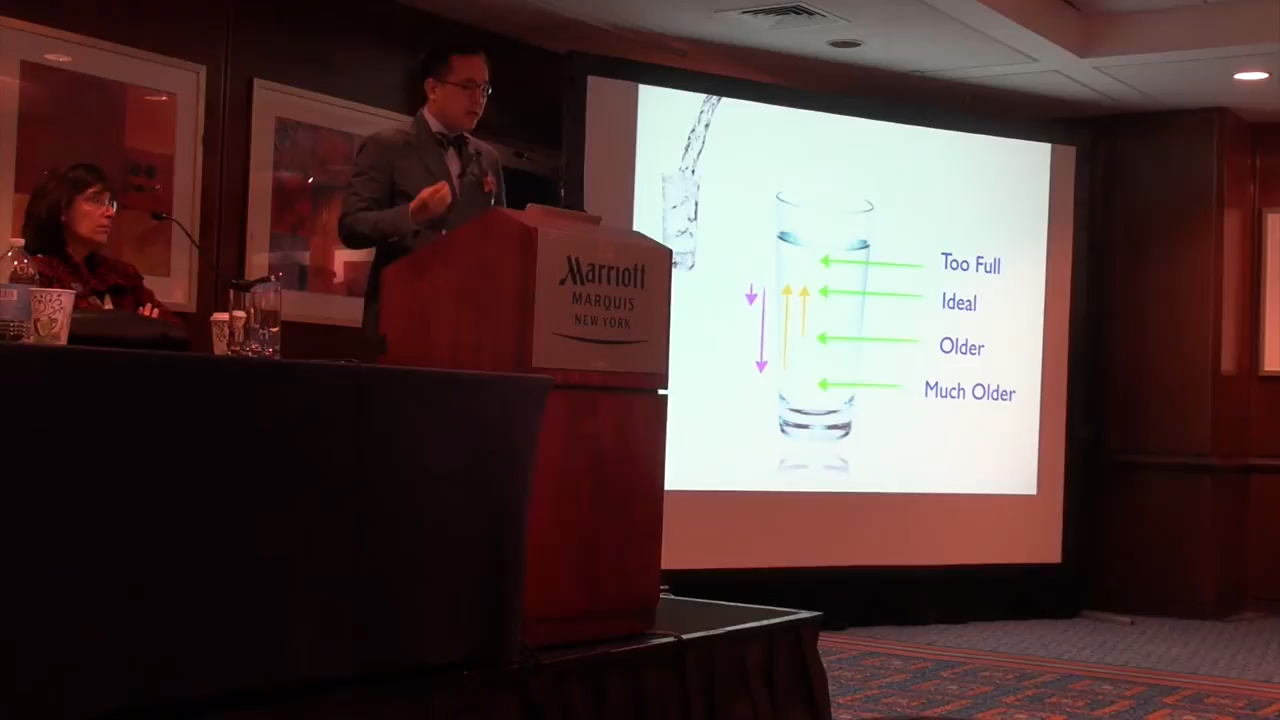 Marriott
MARQUIS
NEW YORK
Too Full
Ideal
Older
Much Older